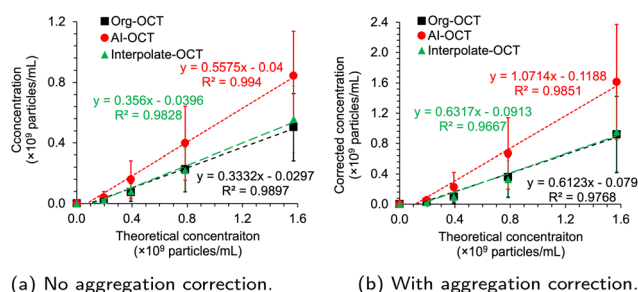 Org-OCT
AI-OCT
Interpolate-OCT
y = 0.5575x - 0.04
R² = 0.994
y = 0.356x - 0.0396
R² = 0.9828
y = 0.3332x - 0.0297
R² = 0.9897
Cconcentration
(×10⁹ particles/mL)
1.2
0.8
0.4
0.0
0.0 0.4 0.8 1.2 1.6
Theoretical concentraiton
(×10⁹ particles/mL)
(a) No aggregation correction.
Org-OCT
AI-OCT
Interpolate-OCT
y = 1.0714x - 0.1188
R² = 0.9851
y = 0.6317x - 0.0913
R² = 0.9667
y = 0.6123x - 0.079
R² = 0.9768
Corrected concentration
(×10⁹ particles/mL)
2.4
2.0
1.6
1.2
0.8
0.4
0.0
0.0 0.4 0.8 1.2 1.6
Theoretical concentraiton
(×10⁹ particles/mL)
(b) With aggregation correction.